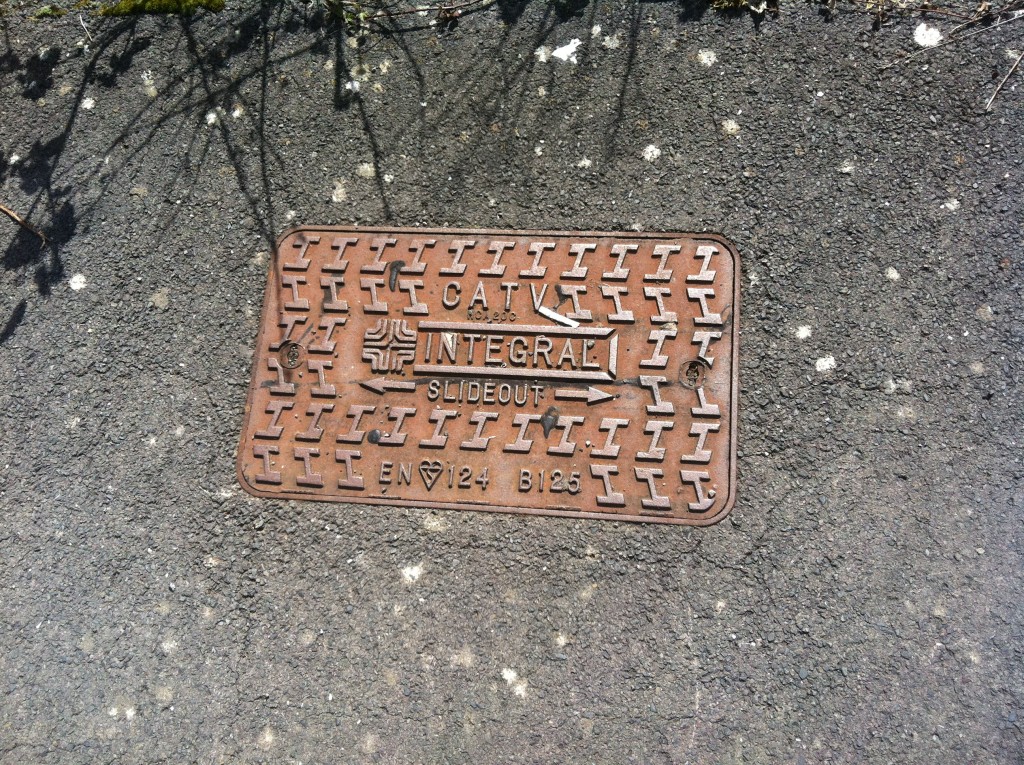 CATV
INTEGRAL
SLIDEOUT
EN 124 B125